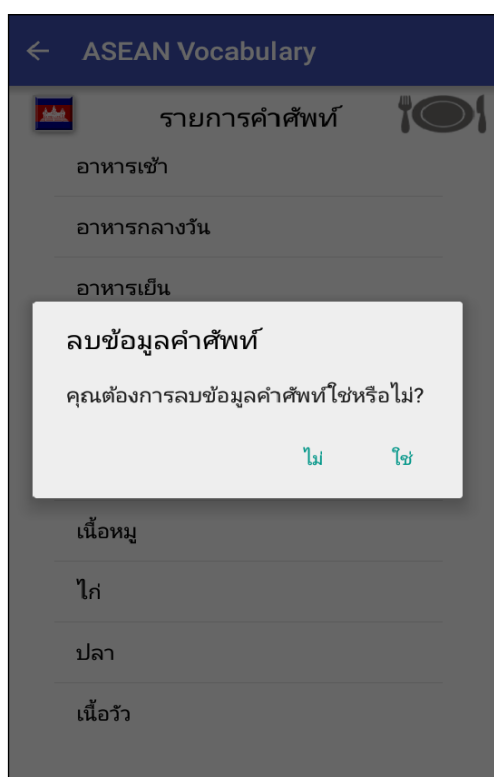 ASEAN Vocabulary
รายการคำศัพท์
อาหารเช้า
อาหารกลางวัน
อาหารเย็น
ลบข้อมูลคำศัพท์
คุณต้องการลบข้อมูลคำศัพท์ใช่หรือไม่?
ไม่ ใช่
เนื้อหมู
ไก่
ปลา
เนื้อวัว